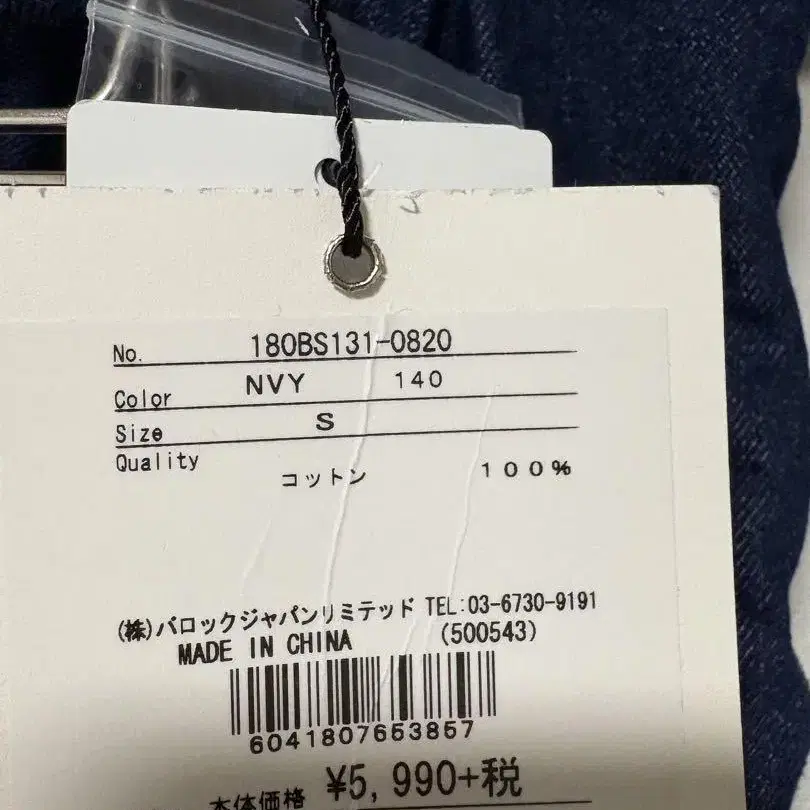 No. 180BS131-0820
Color NVY 140
Size S
Quality
コットン 100%
(株)バロックジャパンリミテッド TEL:03-6730-9191
MADE IN CHINA (500543)
6041807653857
本体価格 ¥5,990+税